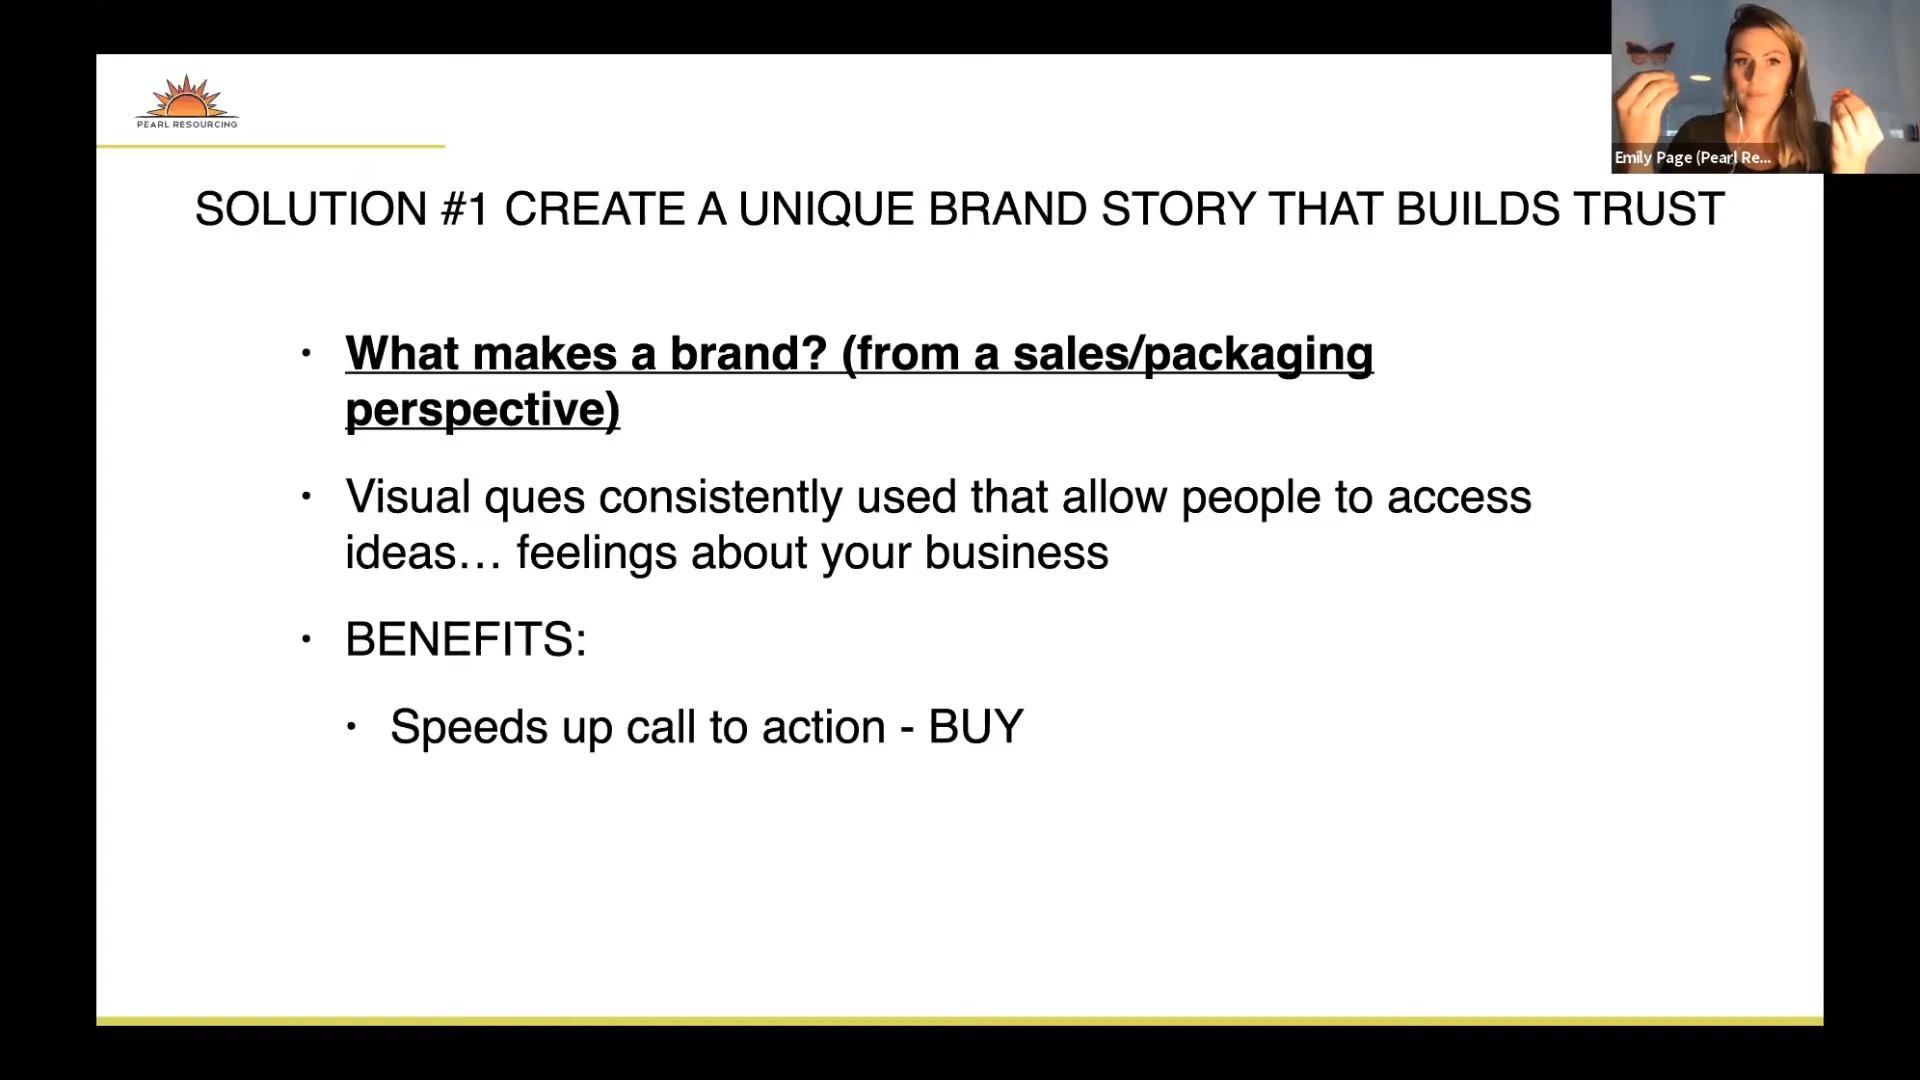 PEARL RESOURCING
Emily Page (Pearl Re...
SOLUTION #1 CREATE A UNIQUE BRAND STORY THAT BUILDS TRUST
• What makes a brand? (from a sales/packaging
perspective)
• Visual ques consistently used that allow people to access
ideas… feelings about your business
• BENEFITS:
• Speeds up call to action - BUY